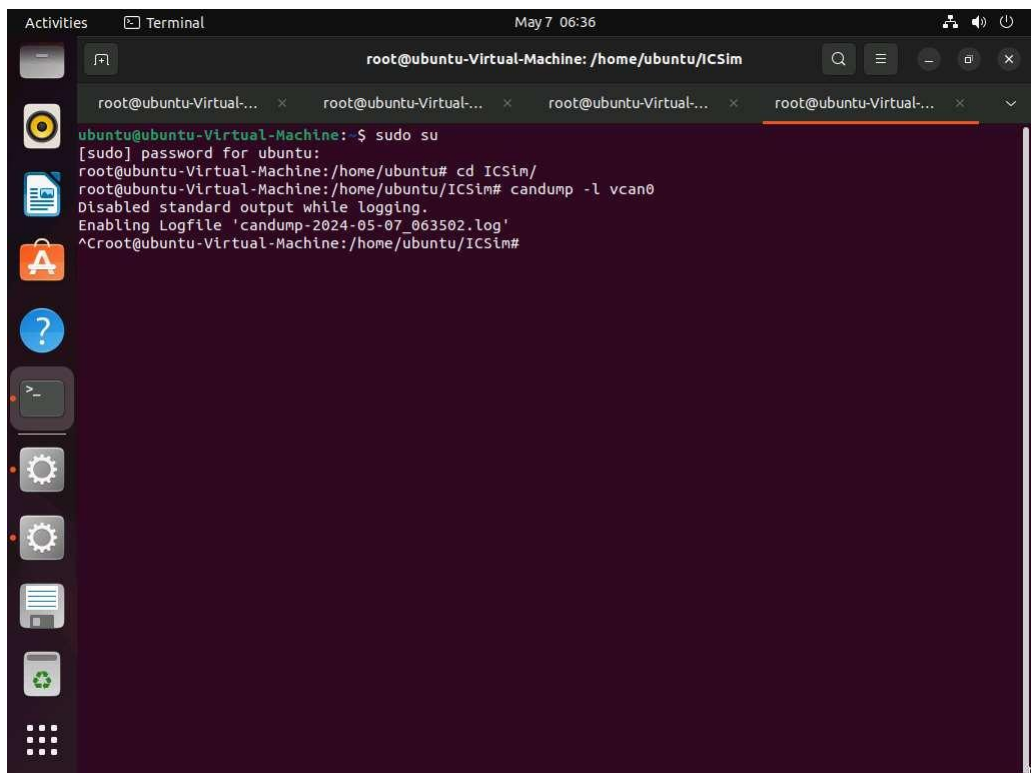 Activities Terminal May 7 06:36
root@ubuntu-Virtual-Machine: /home/ubuntu/ICSim
root@ubuntu-Virtual-... × root@ubuntu-Virtual-... × root@ubuntu-Virtual-... × root@ubuntu-Virtual-... ×
ubuntu@ubuntu-Virtual-Machine:~$ sudo su
[sudo] password for ubuntu:
root@ubuntu-Virtual-Machine:/home/ubuntu# cd ICSim/
root@ubuntu-Virtual-Machine:/home/ubuntu/ICSim# candump -l vcan0
Disabled standard output while logging.
Enabling Logfile 'candump-2024-05-07_063502.log'
^Croot@ubuntu-Virtual-Machine:/home/ubuntu/ICSim#